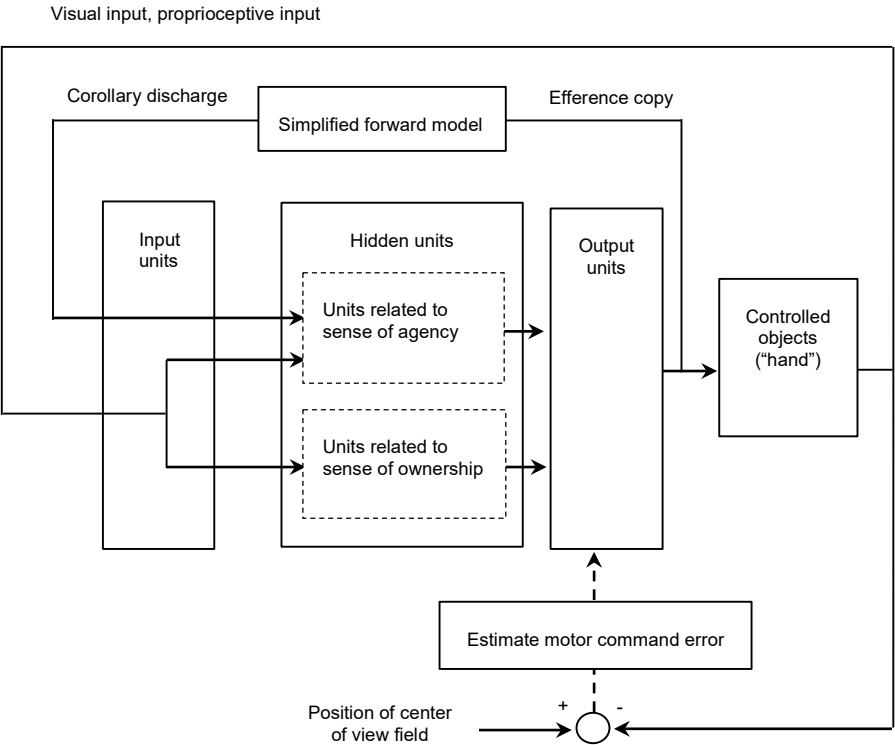 Visual input, proprioceptive input
Corollary discharge
Simplified forward model
Efference copy
Input
units
Hidden units
Output
units
Units related to
sense of agency
Controlled
objects
(“hand”)
Units related to
sense of ownership
Estimate motor command error
+
-
Position of center
of view field